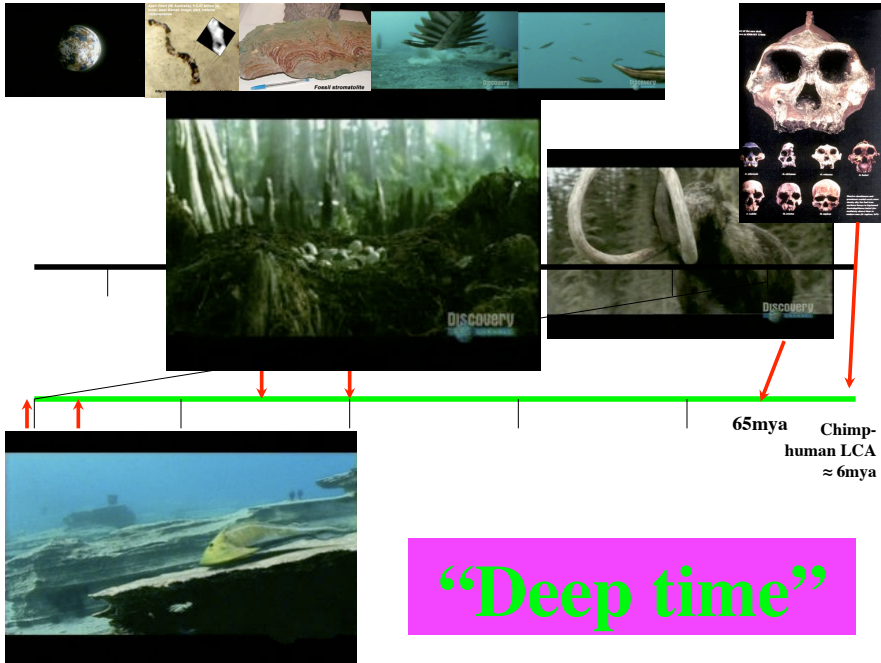 Fossil stromatolite
Discovery
Discovery
Discovery
Discovery
65mya
Chimp-
human LCA
≈ 6mya
“Deep time”